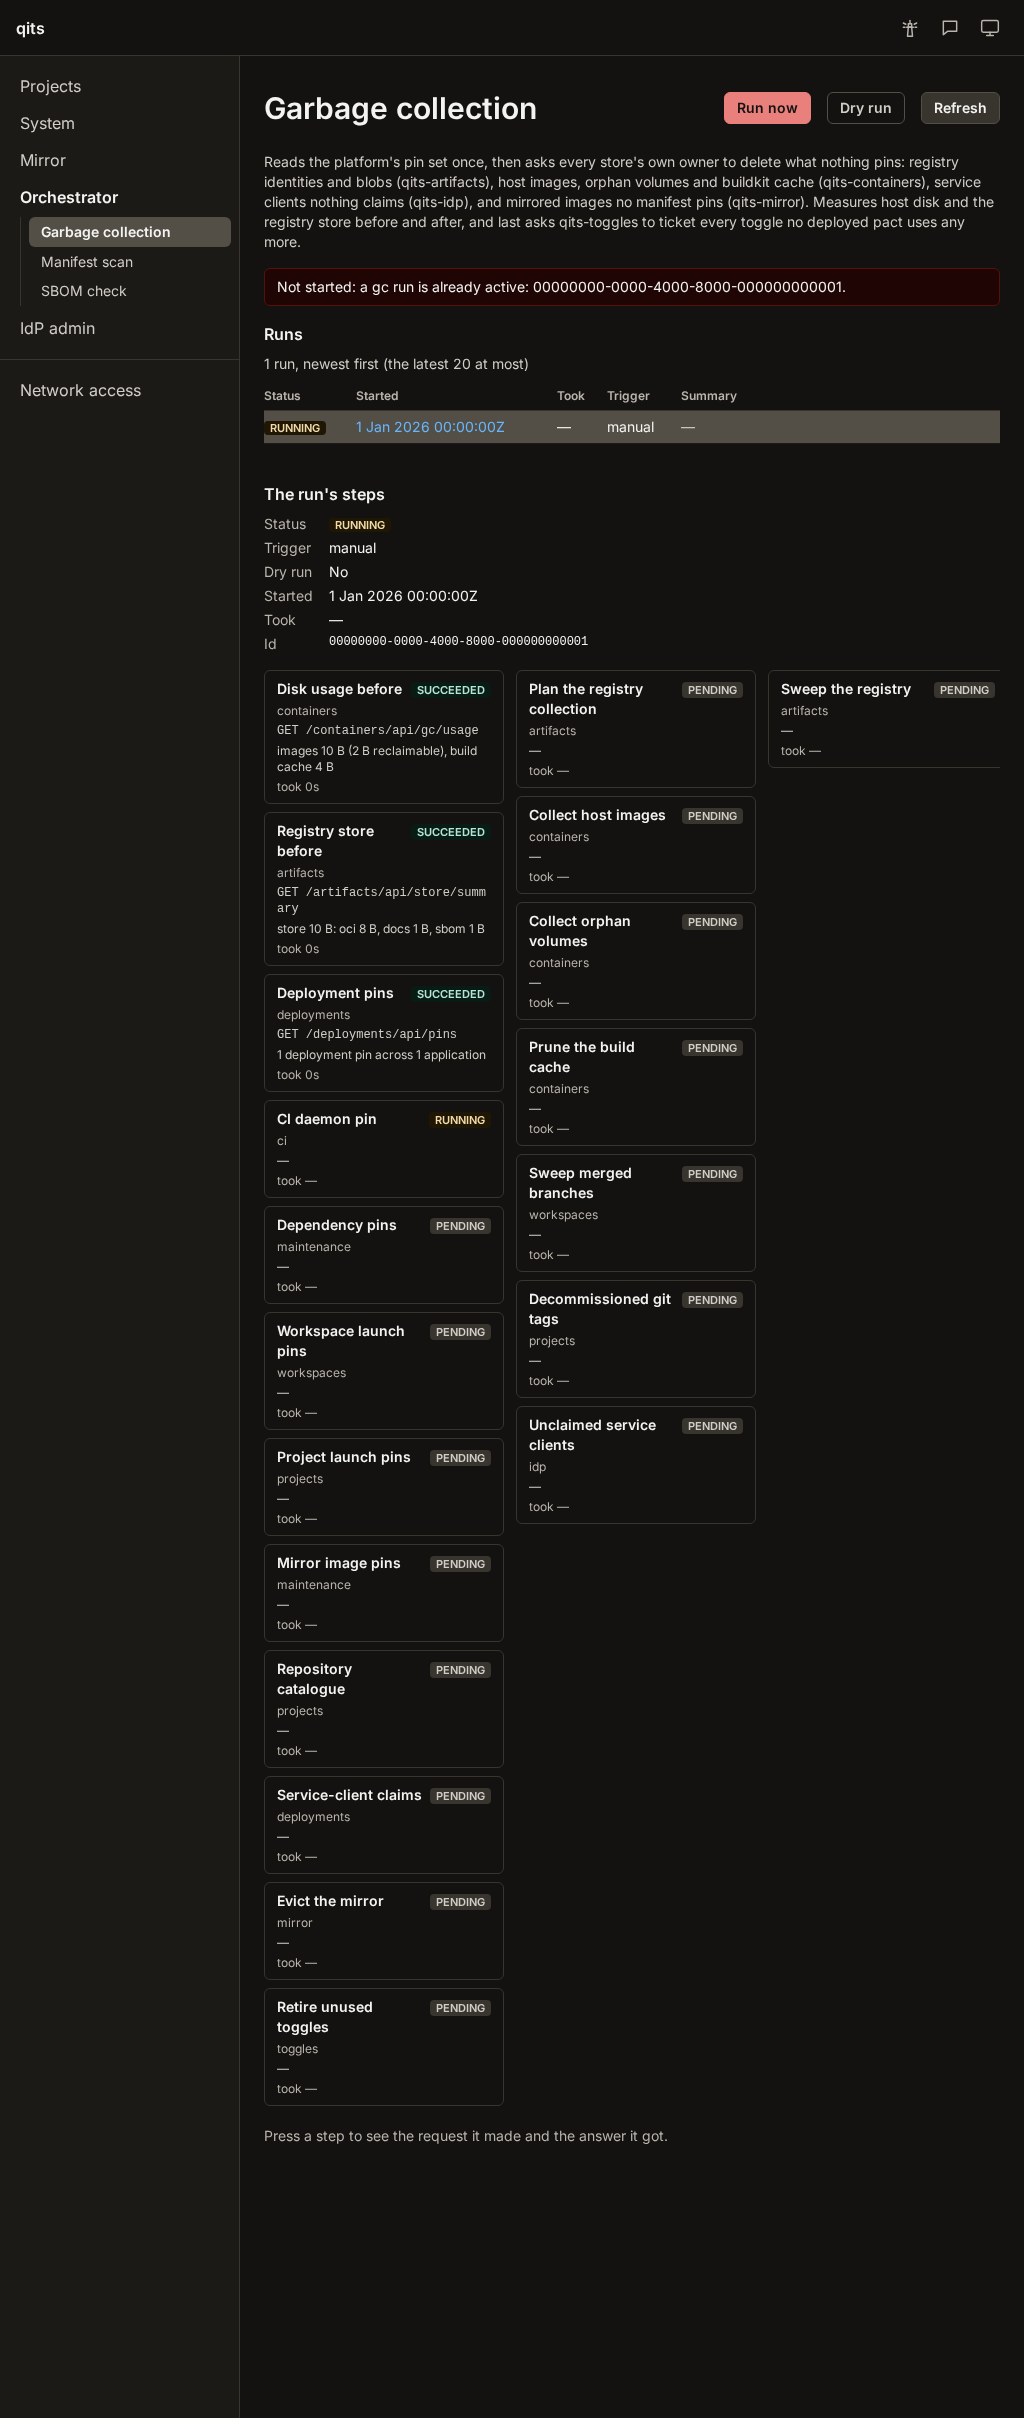 qits
Projects
System
Mirror
Orchestrator
Garbage collection
Manifest scan
SBOM check
IdP admin
Network access
Garbage collection
Run now
Dry run
Refresh
Reads the platform's pin set once, then asks every store's own owner to delete what nothing pins: registry
identities and blobs (qits-artifacts), host images, orphan volumes and buildkit cache (qits-containers), service
clients nothing claims (qits-idp), and mirrored images no manifest pins (qits-mirror). Measures host disk and the
registry store before and after, and last asks qits-toggles to ticket every toggle no deployed pact uses any
more.
Not started: a gc run is already active: 00000000-0000-4000-8000-000000000001.
Runs
1 run, newest first (the latest 20 at most)
Status Started Took Trigger Summary
RUNNING 1 Jan 2026 00:00:00Z — manual —
The run's steps
Status RUNNING
Trigger manual
Dry run No
Started 1 Jan 2026 00:00:00Z
Took —
Id 00000000-0000-4000-8000-000000000001
Disk usage before SUCCEEDED
containers
GET /containers/api/gc/usage
images 10 B (2 B reclaimable), build
cache 4 B
took 0s
Registry store
before
SUCCEEDED
artifacts
GET /artifacts/api/store/summ
ary
store 10 B: oci 8 B, docs 1 B, sbom 1 B
took 0s
Deployment pins SUCCEEDED
deployments
GET /deployments/api/pins
1 deployment pin across 1 application
took 0s
CI daemon pin RUNNING
ci
—
took —
Dependency pins PENDING
maintenance
—
took —
Workspace launch
pins
PENDING
workspaces
—
took —
Project launch pins PENDING
projects
—
took —
Mirror image pins PENDING
maintenance
—
took —
Repository
catalogue
PENDING
projects
—
took —
Service-client claims PENDING
deployments
—
took —
Evict the mirror PENDING
mirror
—
took —
Retire unused
toggles
PENDING
toggles
—
took —
Plan the registry
collection
PENDING
artifacts
—
took —
Collect host images PENDING
containers
—
took —
Collect orphan
volumes
PENDING
containers
—
took —
Prune the build
cache
PENDING
containers
—
took —
Sweep merged
branches
PENDING
workspaces
—
took —
Decommissioned git
tags
PENDING
projects
—
took —
Unclaimed service
clients
PENDING
idp
—
took —
Sweep the registry PENDING
artifacts
—
took —
Press a step to see the request it made and the answer it got.